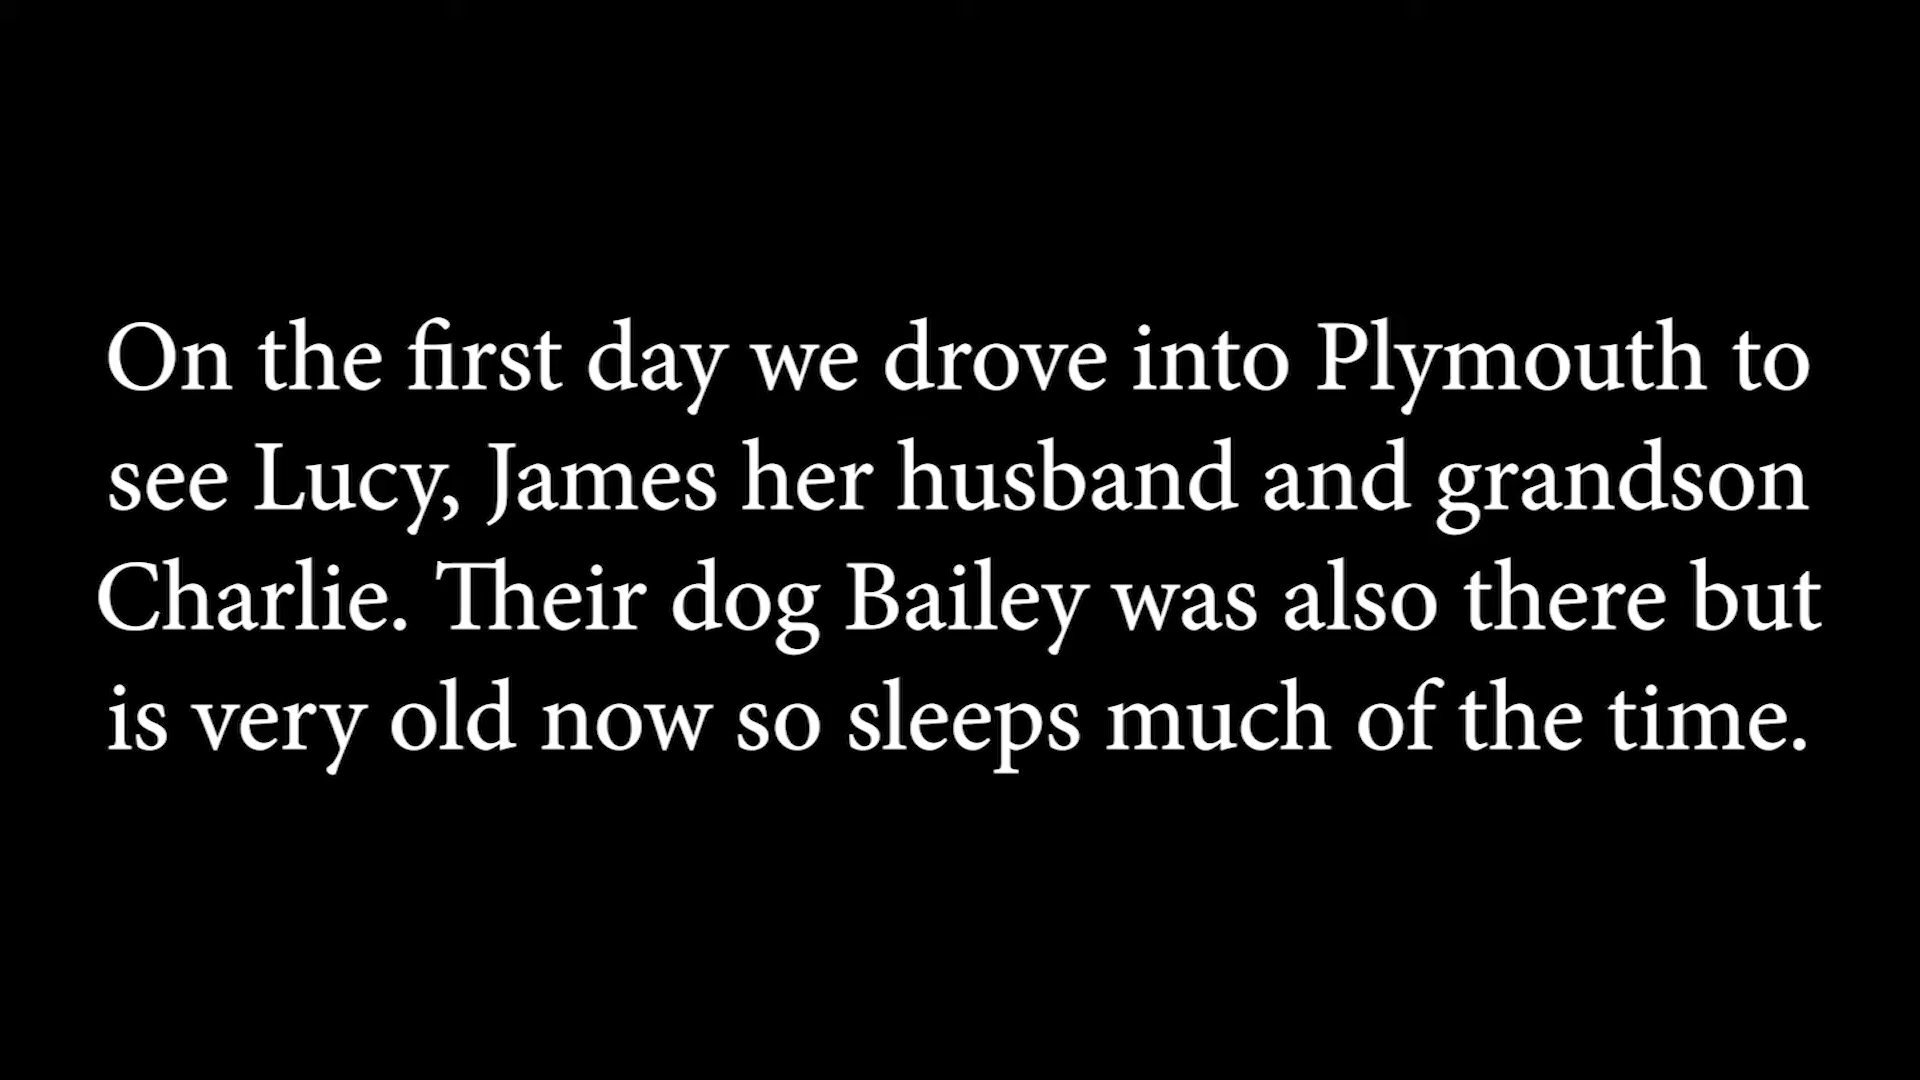 On the first day we drove into Plymouth to
see Lucy, James her husband and grandson
Charlie. Their dog Bailey was also there but
is very old now so sleeps much of the time.